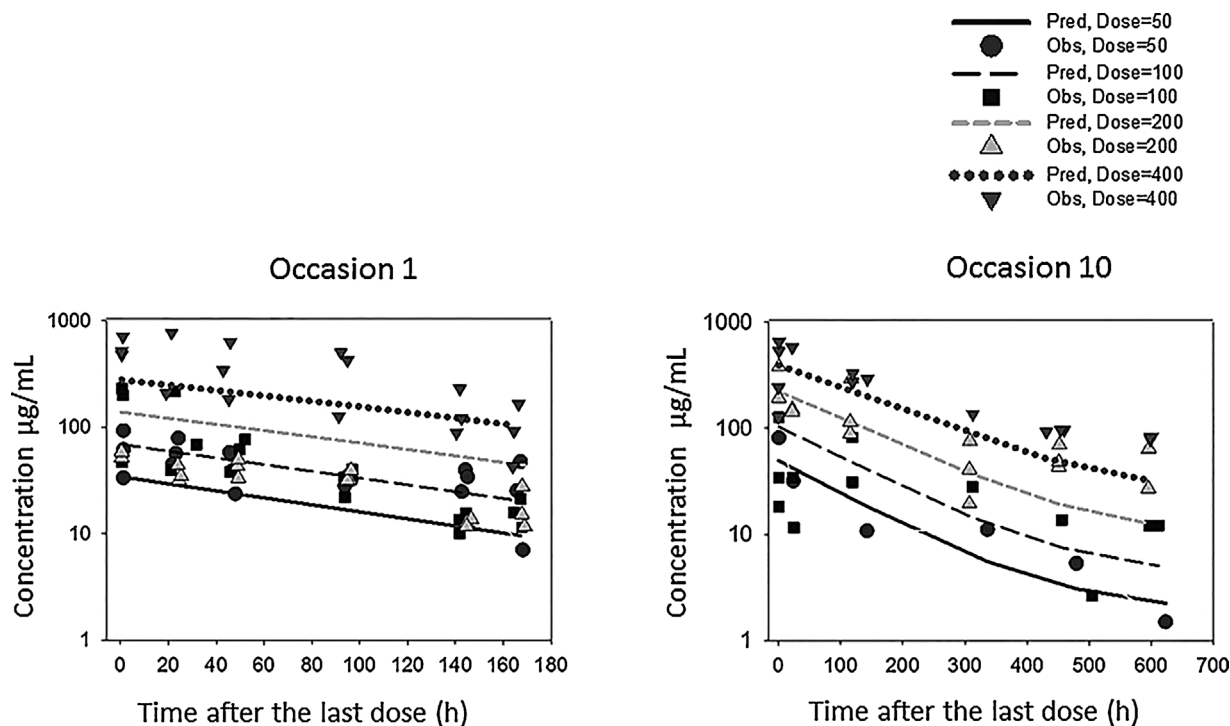 Pred, Dose=50
Obs, Dose=50
Pred, Dose=100
Obs, Dose=100
Pred, Dose=200
Obs, Dose=200
Pred, Dose=400
Obs, Dose=400
Occasion 1
Concentration µg/mL
1000
100
10
1
0 20 40 60 80 100 120 140 160 180
Time after the last dose (h)
Occasion 10
Concentration µg/mL
1000
100
10
1
0 100 200 300 400 500 600 700
Time after the last dose (h)